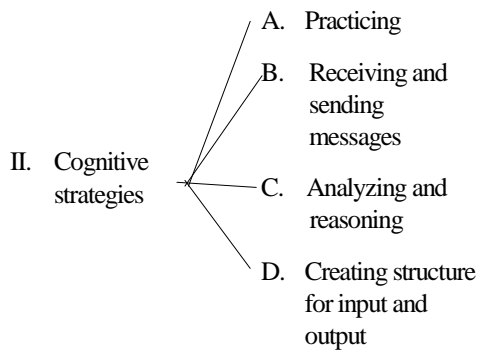 A. Practicing
B. Receiving and
sending
messages
II. Cognitive
strategies
C. Analyzing and
reasoning
D. Creating structure
for input and
output